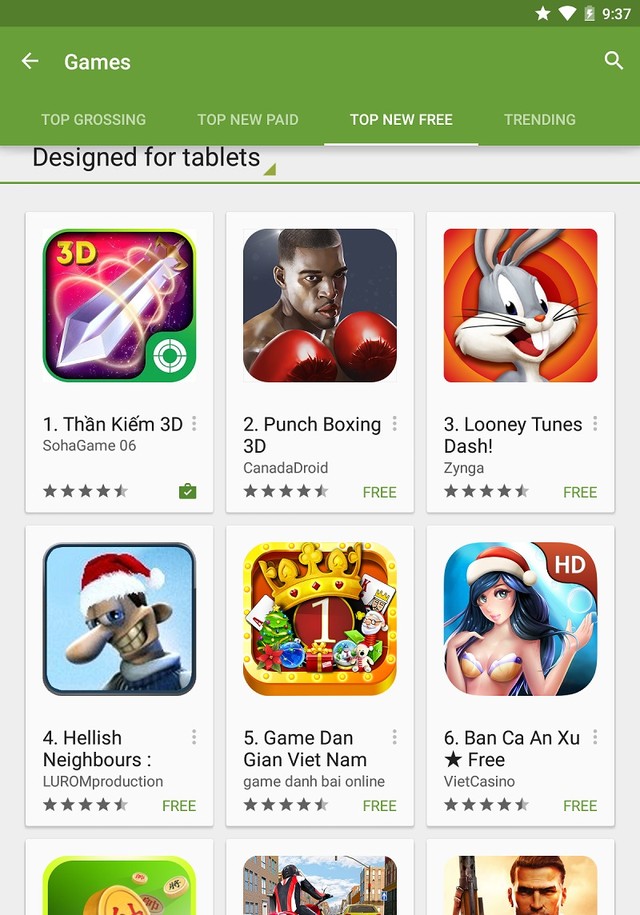 9:37
Games
TOP GROSSING
TOP NEW PAID
TOP NEW FREE
TRENDING
Designed for tablets
3D
1. Thần Kiếm 3D
SohaGame 06
2. Punch Boxing
3D
CanadaDroid
FREE
3. Looney Tunes
Dash!
Zynga
FREE
4. Hellish
Neighbours :
LUROMproduction
FREE
A
K
1
5. Game Dan
Gian Viet Nam
game danh bai online
FREE
HD
6. Ban Ca An Xu
★ Free
VietCasino
FREE